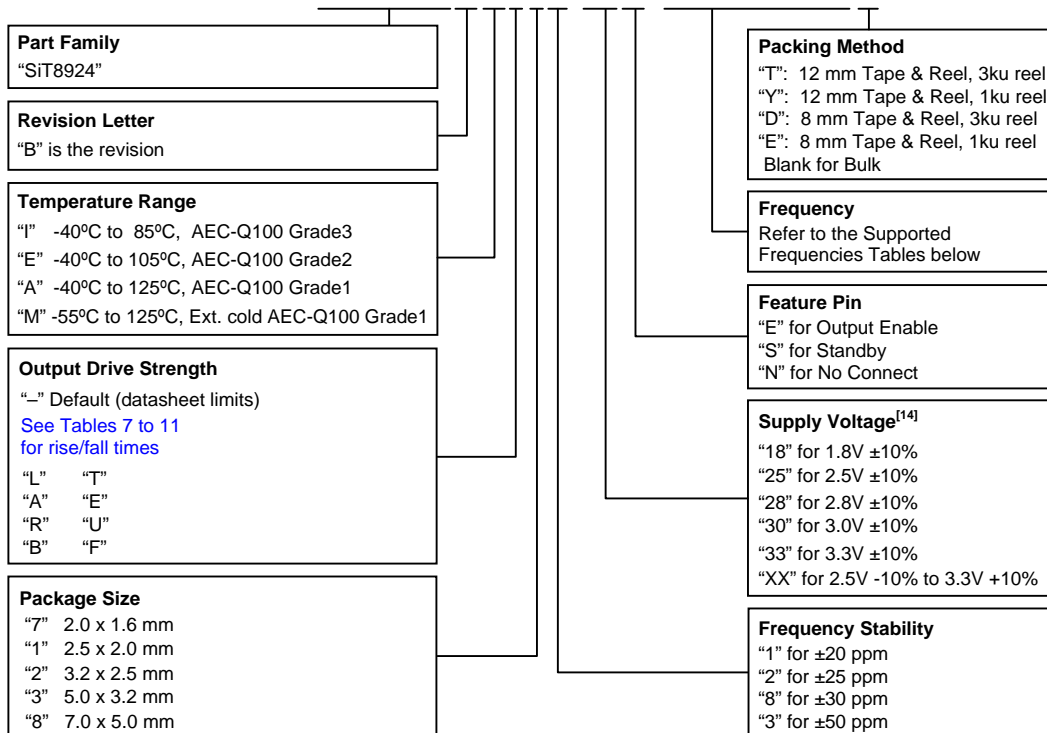 Part Family
“SiT8924”
Revision Letter
“B” is the revision
Temperature Range
“I” -40ºC to 85ºC, AEC-Q100 Grade3
“E” -40ºC to 105ºC, AEC-Q100 Grade2
“A” -40ºC to 125ºC, AEC-Q100 Grade1
“M” -55ºC to 125ºC, Ext. cold AEC-Q100 Grade1
Output Drive Strength
“–” Default (datasheet limits)
See Tables 7 to 11
for rise/fall times
“L” “T”
“A” “E”
“R” “U”
“B” “F”
Package Size
“7” 2.0 x 1.6 mm
“1” 2.5 x 2.0 mm
“2” 3.2 x 2.5 mm
“3” 5.0 x 3.2 mm
“8” 7.0 x 5.0 mm
Packing Method
“T”: 12 mm Tape & Reel, 3ku reel
“Y”: 12 mm Tape & Reel, 1ku reel
“D”: 8 mm Tape & Reel, 3ku reel
“E”: 8 mm Tape & Reel, 1ku reel
Blank for Bulk
Frequency
Refer to the Supported
Frequencies Tables below
Feature Pin
“E” for Output Enable
“S” for Standby
“N” for No Connect
Supply Voltage[14]
“18” for 1.8V ±10%
“25” for 2.5V ±10%
“28” for 2.8V ±10%
“30” for 3.0V ±10%
“33” for 3.3V ±10%
“XX” for 2.5V -10% to 3.3V +10%
Frequency Stability
“1” for ±20 ppm
“2” for ±25 ppm
“8” for ±30 ppm
“3” for ±50 ppm